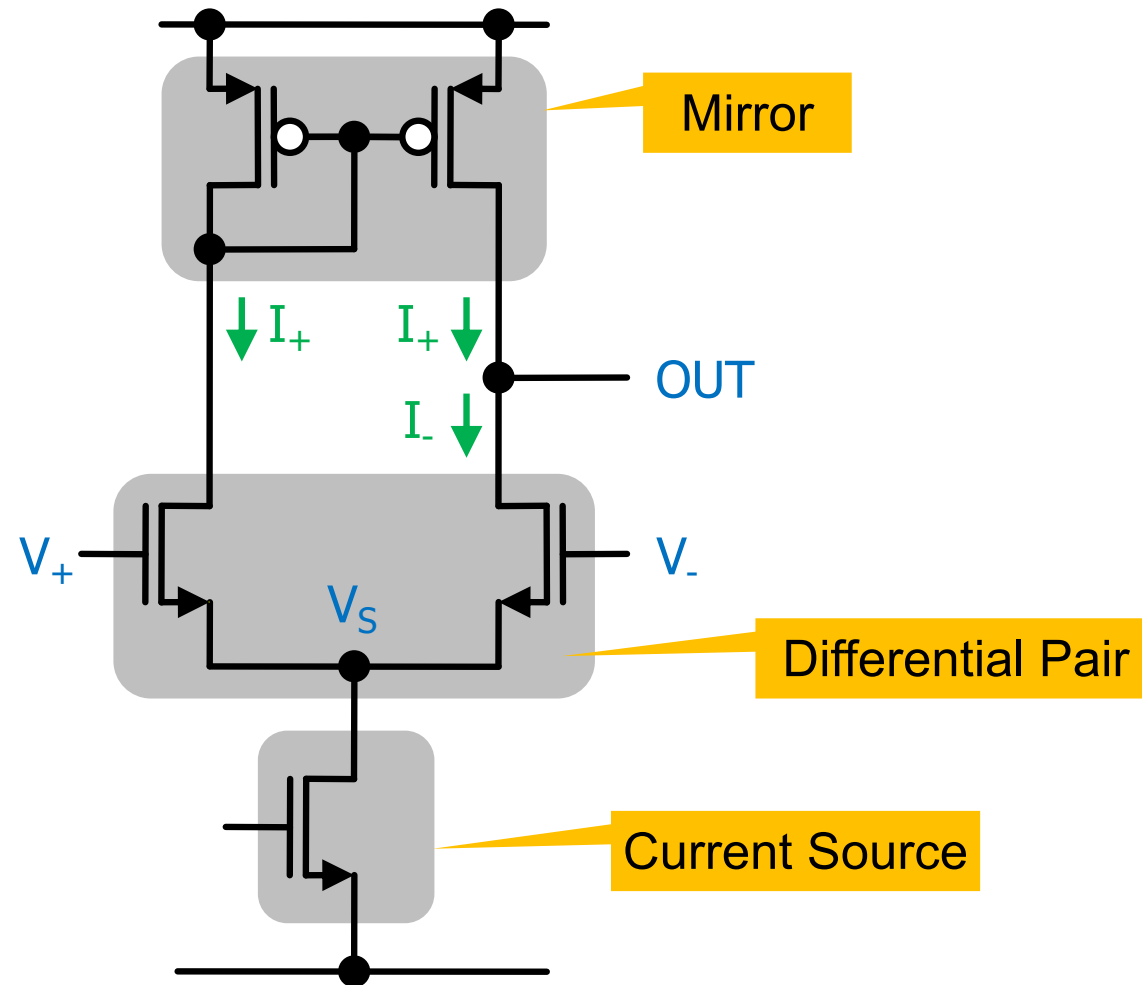 Mirror
I₊
I₊
OUT
I₋
V₊
V₋
Vₛ
Differential Pair
Current Source